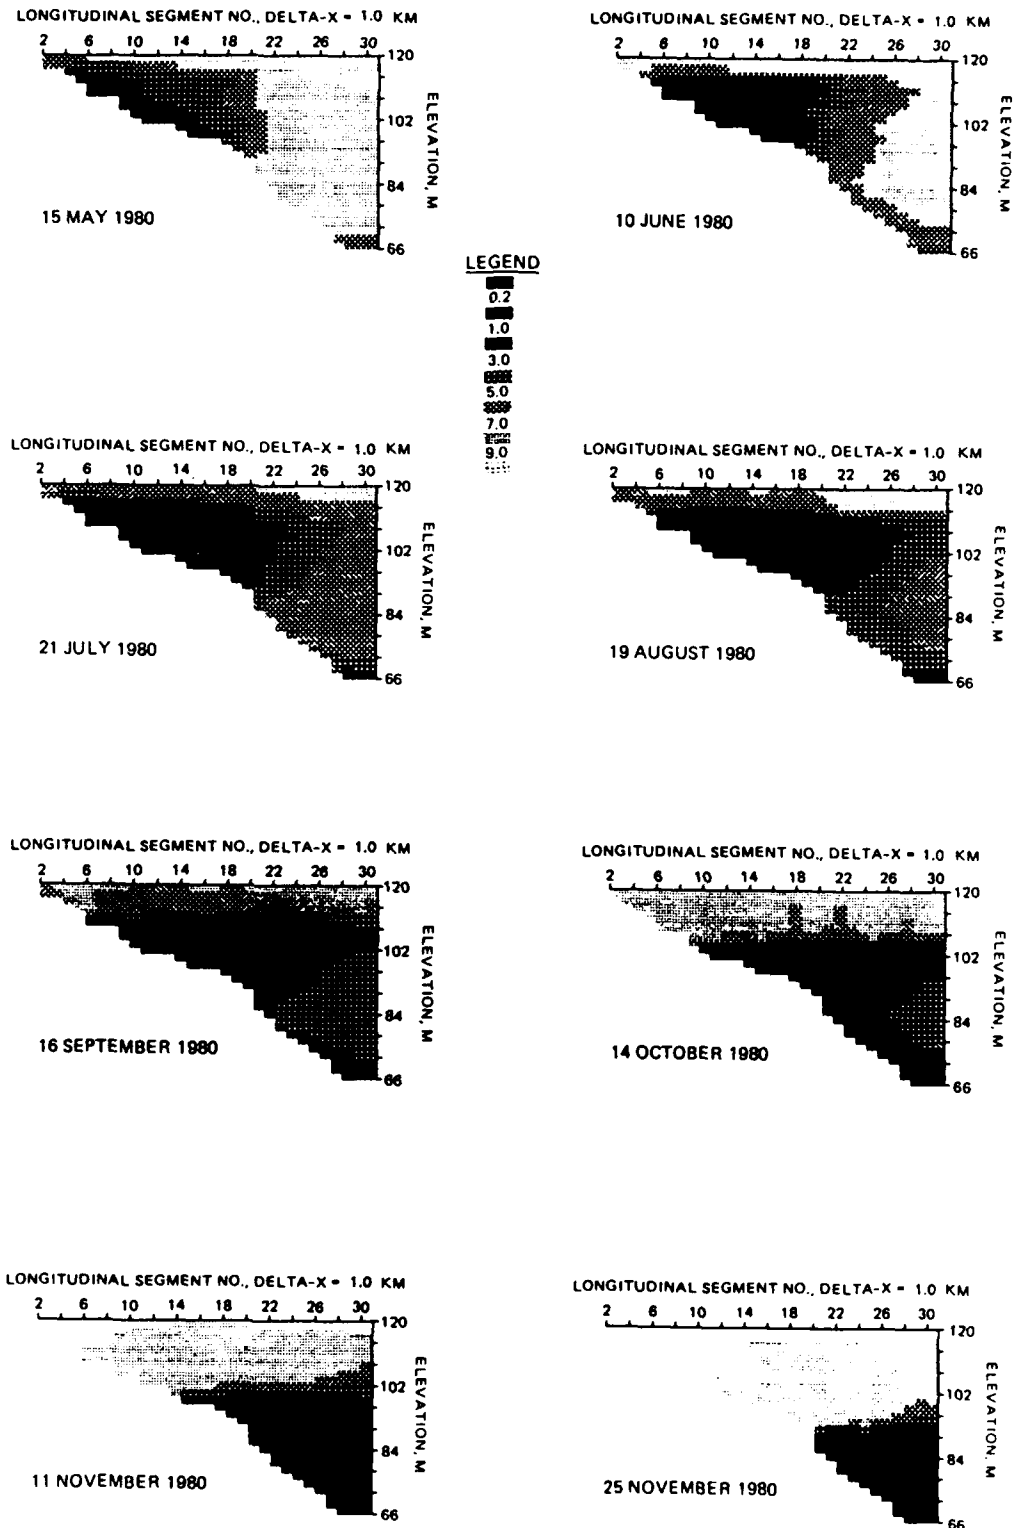 LONGITUDINAL SEGMENT NO., DELTA-X = 1.0 KM
2 6 10 14 18 22 26 30
120
102
84
66
ELEVATION, M
15 MAY 1980
LONGITUDINAL SEGMENT NO., DELTA-X = 1.0 KM
2 6 10 14 18 22 26 30
120
102
84
66
ELEVATION, M
10 JUNE 1980
LEGEND
0.2
1.0
3.0
5.0
7.0
9.0
LONGITUDINAL SEGMENT NO., DELTA-X = 1.0 KM
2 6 10 14 18 22 26 30
120
102
84
66
ELEVATION, M
21 JULY 1980
LONGITUDINAL SEGMENT NO., DELTA-X = 1.0 KM
2 6 10 14 18 22 26 30
120
102
84
66
ELEVATION, M
19 AUGUST 1980
LONGITUDINAL SEGMENT NO., DELTA-X = 1.0 KM
2 6 10 14 18 22 26 30
120
102
84
66
ELEVATION, M
16 SEPTEMBER 1980
LONGITUDINAL SEGMENT NO., DELTA-X = 1.0 KM
2 6 10 14 18 22 26 30
120
102
84
66
ELEVATION, M
14 OCTOBER 1980
LONGITUDINAL SEGMENT NO., DELTA-X = 1.0 KM
2 6 10 14 18 22 26 30
120
102
84
66
ELEVATION, M
11 NOVEMBER 1980
LONGITUDINAL SEGMENT NO., DELTA-X = 1.0 KM
2 6 10 14 18 22 26 30
120
102
84
66
ELEVATION, M
25 NOVEMBER 1980